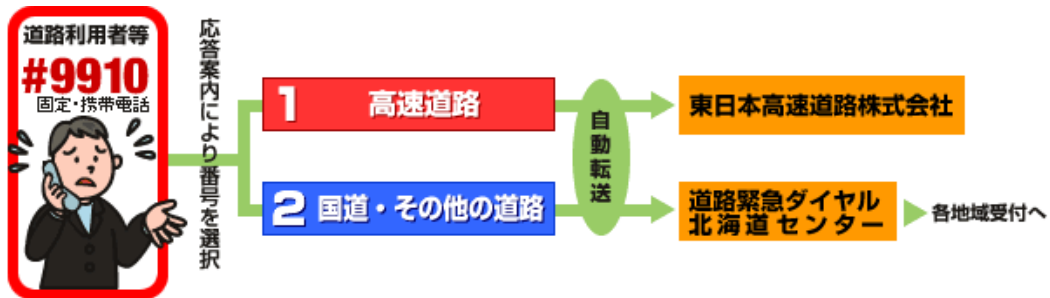 道路利用者等
#9910
固定・携帯電話
応答案内により番号を選択
1 高速道路
2 国道・その他の道路
自動転送
東日本高速道路株式会社
道路緊急ダイヤル
北海道センター
各地域受付へ